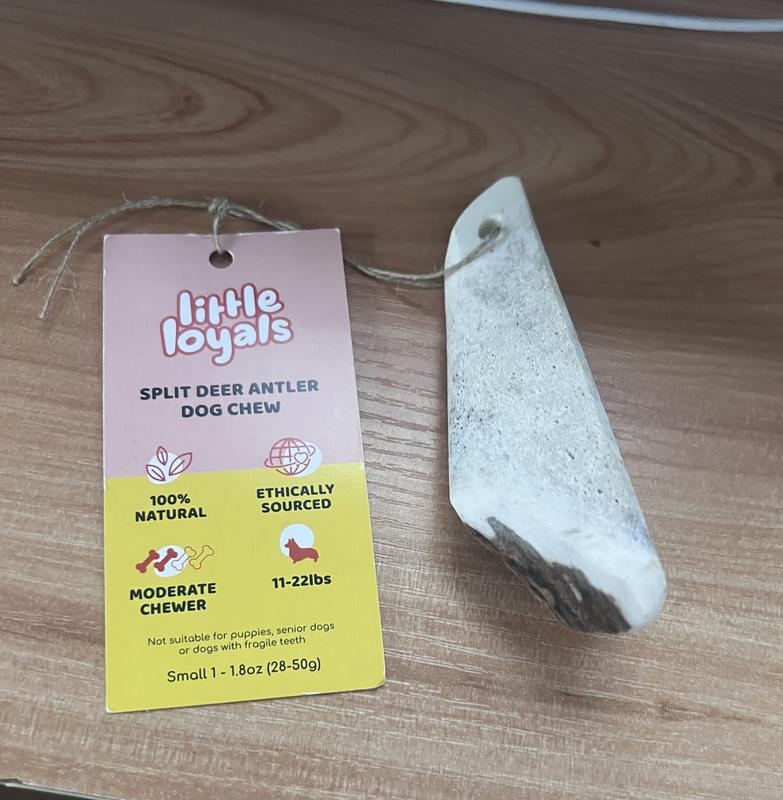 little
loyals
SPLIT DEER ANTLER
DOG CHEW
100%
NATURAL
ETHICALLY
SOURCED
MODERATE
CHEWER
11-22lbs
Not suitable for puppies, senior dogs
or dogs with fragile teeth
Small 1 - 1.8oz (28-50g)